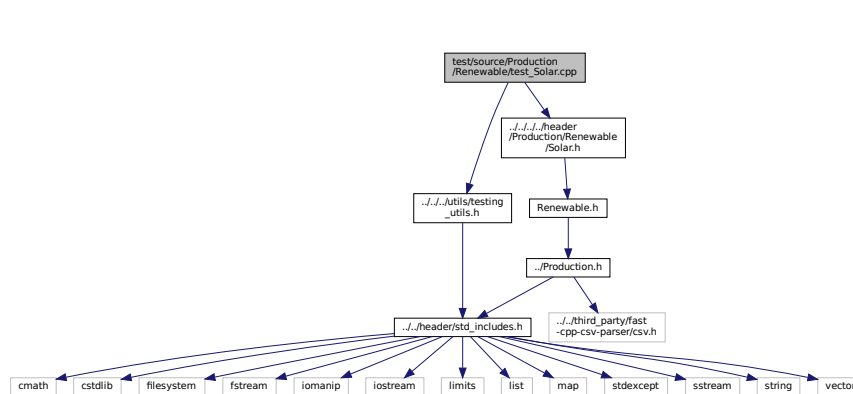 test/source/Production
/Renewable/test_Solar.cpp
../../../../header
/Production/Renewable
/Solar.h
../../../utils/testing
_utils.h
Renewable.h
../Production.h
../../header/std_includes.h
../../third_party/fast
-cpp-csv-parser/csv.h
cmath
cstdlib
filesystem
fstream
iomanip
iostream
limits
list
map
stdexcept
sstream
string
vector